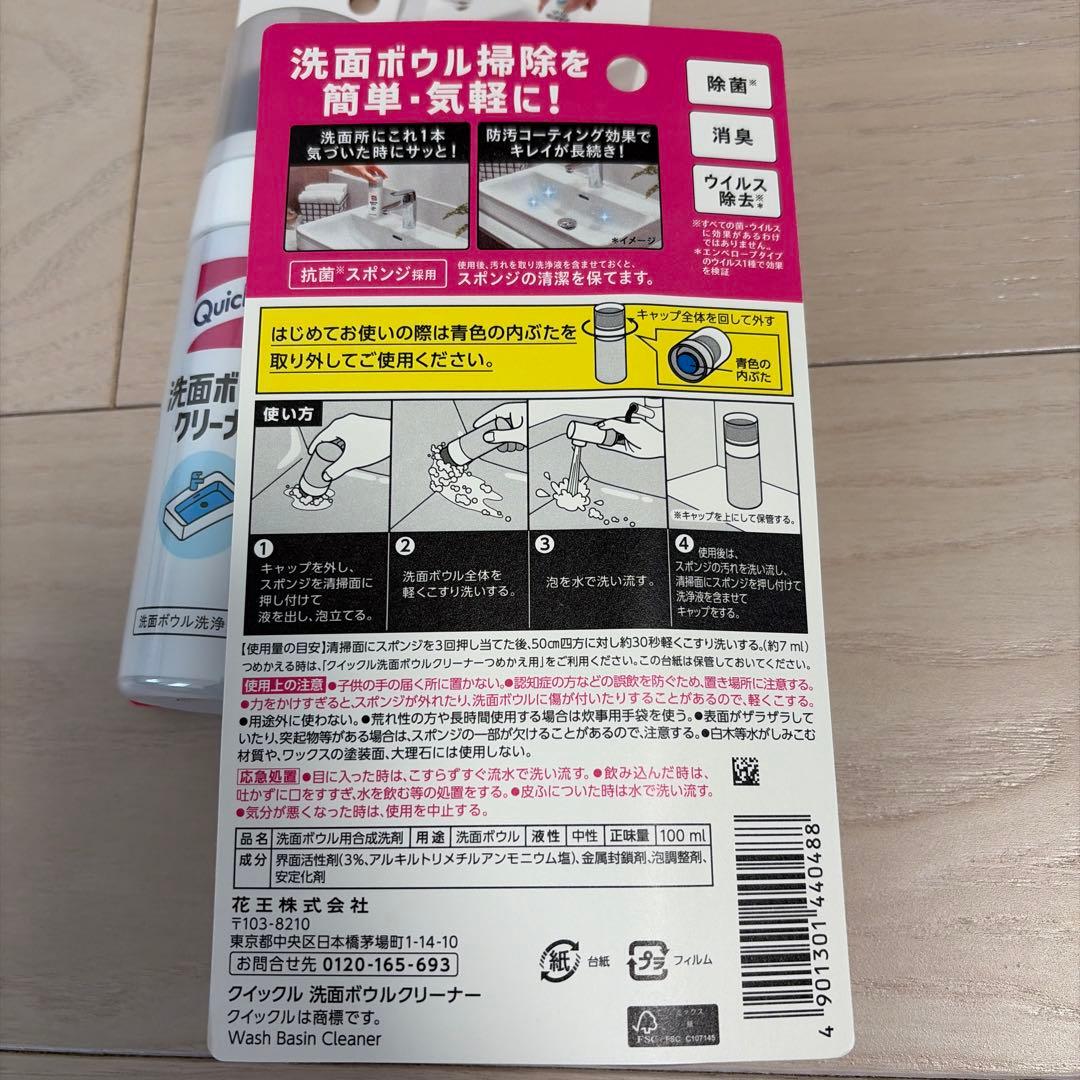 洗面ボウル掃除を
簡単・気軽に!
除菌※
消臭
ウイルス
除去※*
※すべての菌・ウイルス
に効果があるわけ
ではありません。
*エンベロープタイプ
のウイルス1種で効果
を検証
洗面所にこれ1本
気づいた時にサッと!
防汚コーティング効果で
キレイが長続き!
*イメージ
抗菌※スポンジ採用
使用後、汚れを取り洗浄液を含ませておくと、
スポンジの清潔を保てます。
はじめてお使いの際は青色の内ぶたを
取り外してご使用ください。
キャップ全体を回して外す
青色の
内ぶた
使い方
※キャップを上にして保管する。
1
キャップを外し、
スポンジを清掃面に
押し付けて
液を出し、泡立てる。
2
洗面ボウル全体を
軽くこすり洗いする。
3
泡を水で洗い流す。
4
使用後は、
スポンジの汚れを洗い流し、
清掃面にスポンジを押し付けて
洗浄液を含ませて
キャップをする。
【使用量の目安】清掃面にスポンジを3回押し当てた後、50cm四方に対し約30秒軽くこすり洗いする。(約7ml)
つめかえる時は、「クイックル洗面ボウルクリーナーつめかえ用」をご利用ください。この台紙は保管しておいてください。
使用上の注意 ●子供の手の届く所に置かない。●認知症の方などの誤飲を防ぐため、置き場所に注意する。
●力をかけすぎると、スポンジが外れたり、洗面ボウルに傷が付いたりすることがあるので、軽くこする。
●用途外に使わない。●荒れ性の方や長時間使用する場合は炊事用手袋を使う。●表面がザラザラして
いたり、突起物等がある場合は、スポンジの一部が欠けることがあるので、注意する。●白木等水がしみこむ
材質や、ワックスの塗装面、大理石には使用しない。
応急処置 ●目に入った時は、こすらずすぐ流水で洗い流す。●飲み込んだ時は、
吐かずに口をすすぎ、水を飲む等の処置をする。●皮ふについた時は水で洗い流す。
●気分が悪くなった時は、使用を中止する。
品名 洗面ボウル用合成洗剤 用途 洗面ボウル 液性 中性 正味量 100ml
成分 界面活性剤(3%、アルキルトリメチルアンモニウム塩)、金属封鎖剤、泡調整剤、
安定化剤
花王株式会社
〒103-8210
東京都中央区日本橋茅場町1-14-10
お問合せ先 0120-165-693
クイックル 洗面ボウルクリーナー
クイックルは商標です。
Wash Basin Cleaner
紙 台紙
プラ フィルム
ミックス
紙
FSC FSC C107145
4901301440488
Quic
洗面ボ
クリーナ
洗面ボウル洗浄